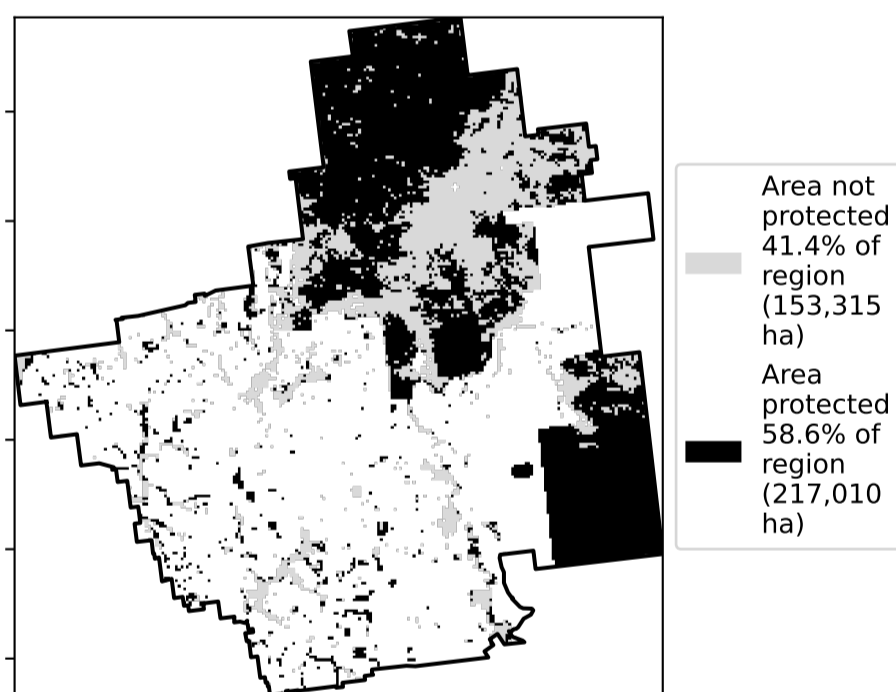 Area not
protected
41.4% of
region
(153,315
ha)
Area
protected
58.6% of
region
(217,010
ha)